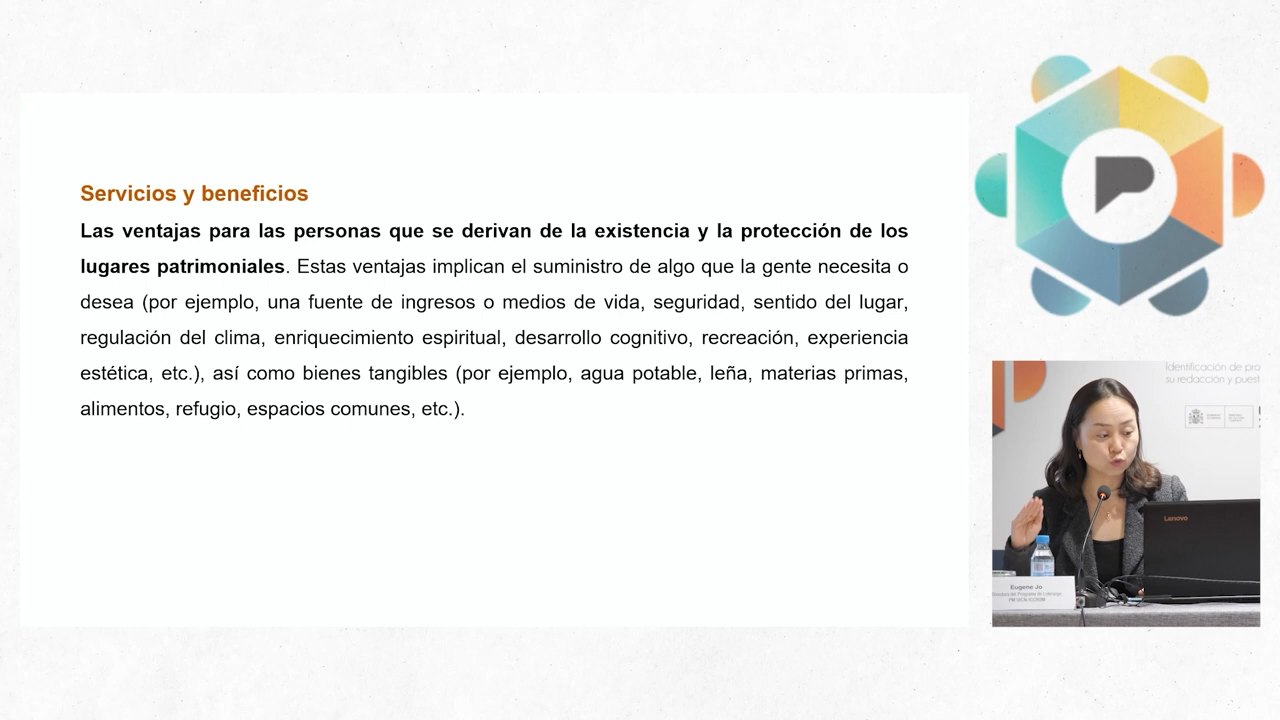 Servicios y beneficios
Las ventajas para las personas que se derivan de la existencia y la protección de los
lugares patrimoniales. Estas ventajas implican el suministro de algo que la gente necesita o
desea (por ejemplo, una fuente de ingresos o medios de vida, seguridad, sentido del lugar,
regulación del clima, enriquecimiento espiritual, desarrollo cognitivo, recreación, experiencia
estética, etc.), así como bienes tangibles (por ejemplo, agua potable, leña, materias primas,
alimentos, refugio, espacios comunes, etc.).
Identificación de pro
su redacción y puest
Lenovo
Eugene Jo